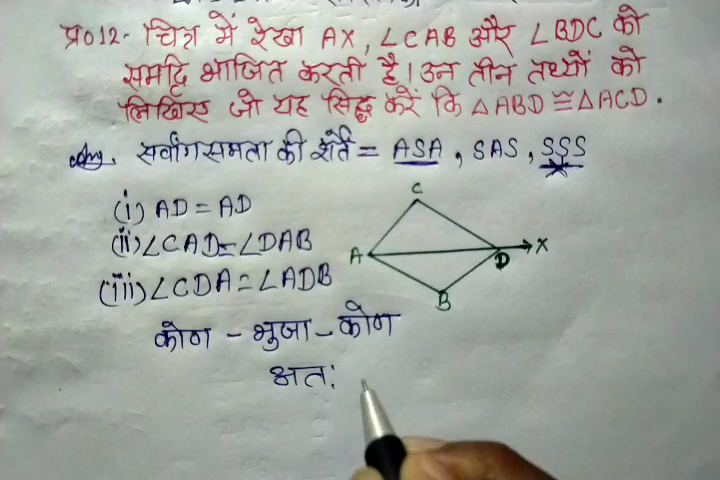 प्र012- चित्र में रेखा AX, ∠CAB और ∠BDC को
समद्वि भाजित करती है। उन तीन तथ्यों को
लिखिए जो यह सिद्ध करें कि △ABD ≅ △ACD.
Ans. सर्वांगसमता की शर्तें = ASA, SAS, SSS
(i) AD = AD
(ii) ∠CAD = ∠DAB
(iii) ∠CDA = ∠ADB
कोण - भुजा - कोण
अत:
C
A
D
X
B